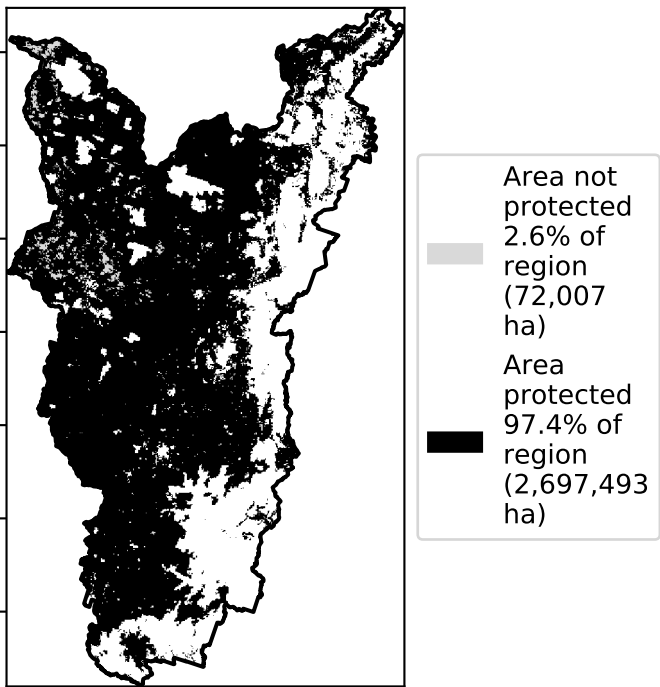 Area not
protected
2.6% of
region
(72,007
ha)
Area
protected
97.4% of
region
(2,697,493
ha)